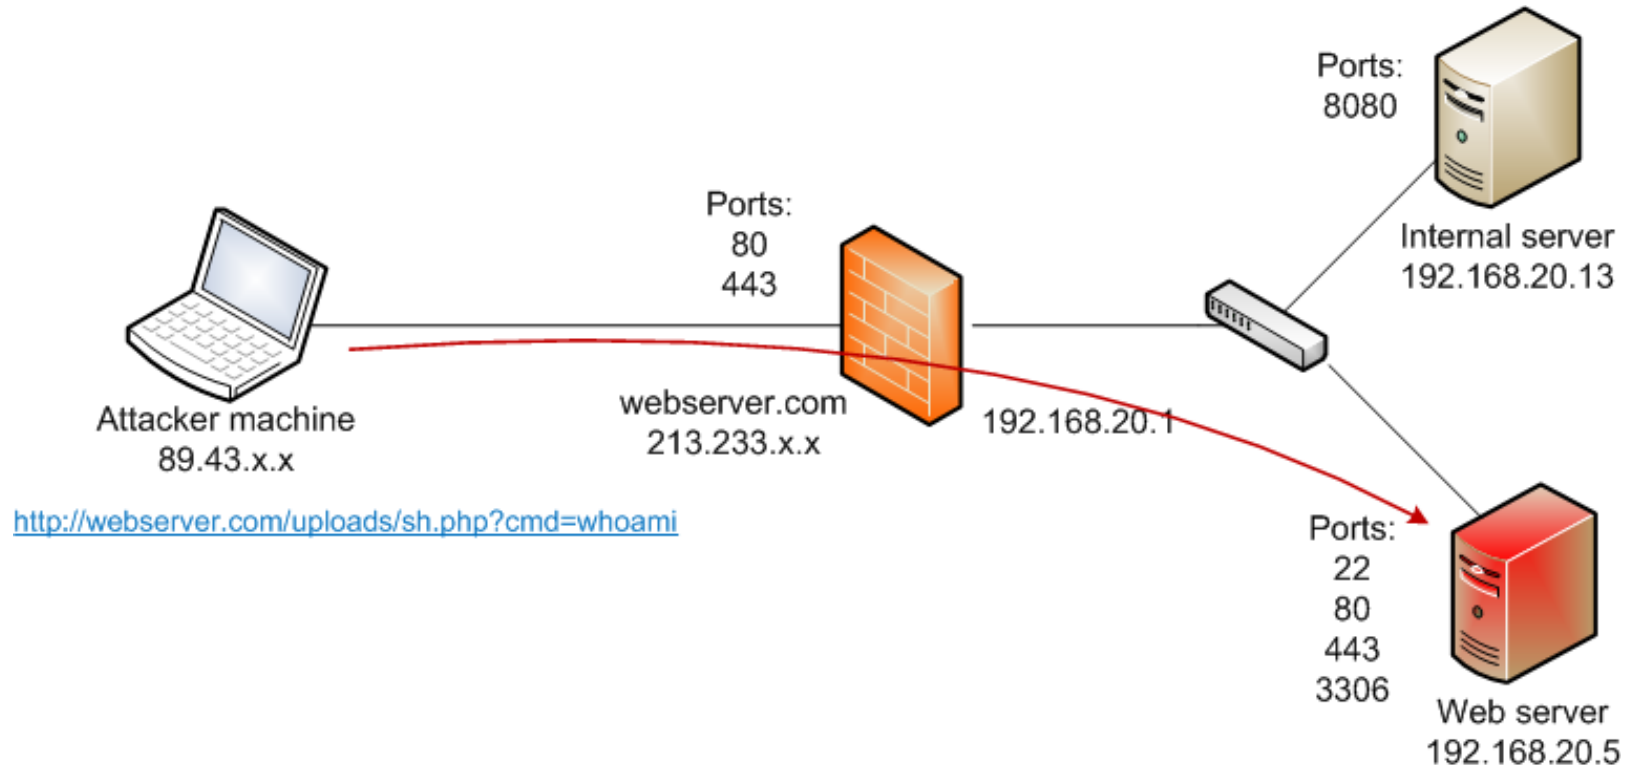 Ports:
8080
Internal server
192.168.20.13
Ports:
80
443
Attacker machine
89.43.x.x
webserver.com
213.233.x.x
192.168.20.1
http://webserver.com/uploads/sh.php?cmd=whoami
Ports:
22
80
443
3306
Web server
192.168.20.5